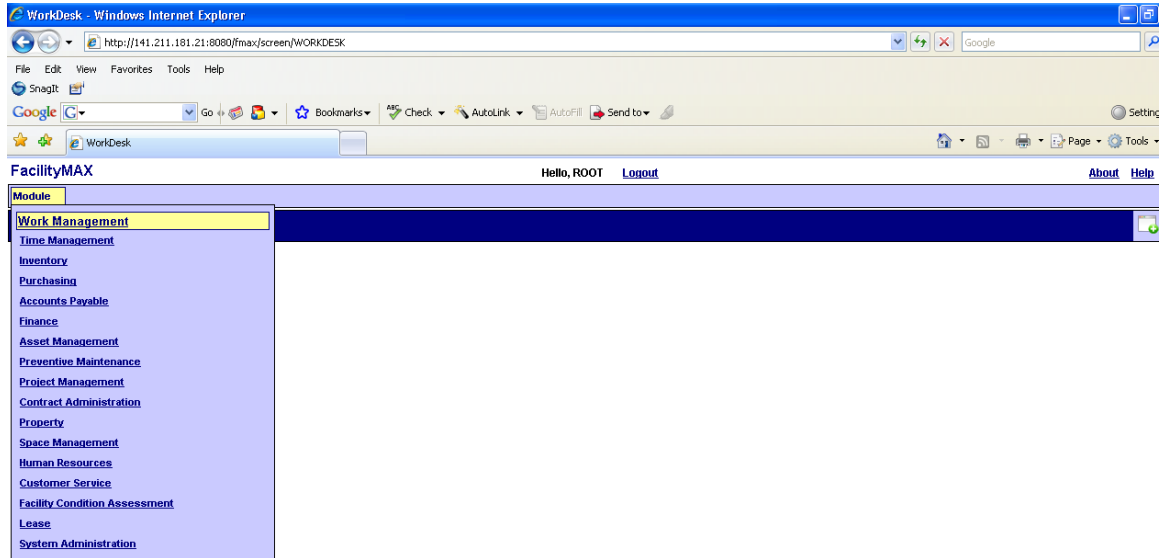 WorkDesk - Windows Internet Explorer
http://141.211.181.21:8080/fmax/screen/WORKDESK Google
File Edit View Favorites Tools Help
SnagIt
Google G Go Bookmarks ABC Check AutoLink AutoFill Send to Setting
WorkDesk Page Tools
FacilityMAX Hello, ROOT Logout About Help
Module
Work Management
Time Management
Inventory
Purchasing
Accounts Payable
Finance
Asset Management
Preventive Maintenance
Project Management
Contract Administration
Property
Space Management
Human Resources
Customer Service
Facility Condition Assessment
Lease
System Administration